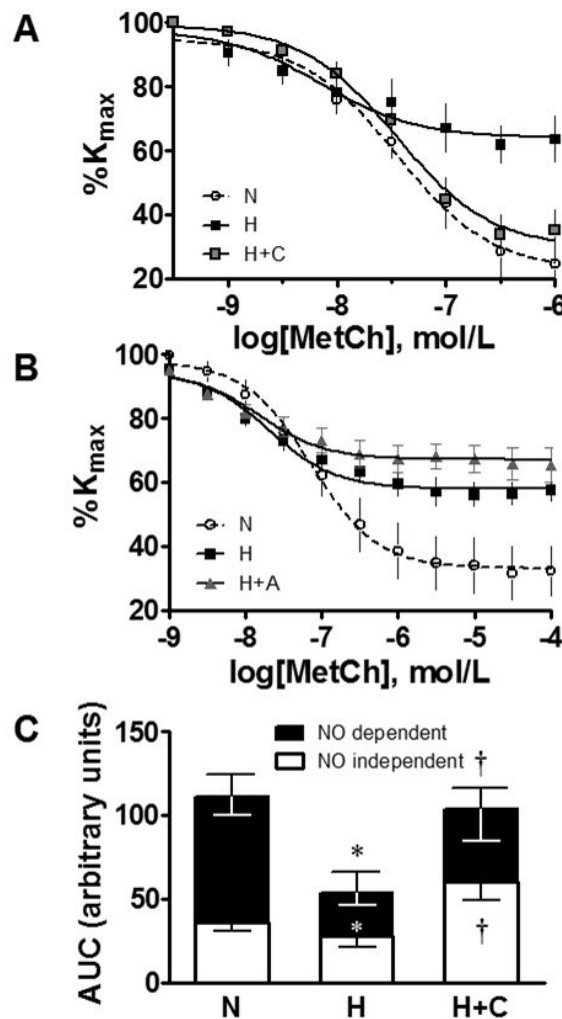 A
%Kmax
100
80
60
40
20
N
H
H+C
-9
-8
-7
-6
log[MetCh], mol/L
B
%Kmax
100
80
60
40
20
N
H
H+A
-9
-8
-7
-6
-5
-4
log[MetCh], mol/L
C
AUC (arbitrary units)
150
100
50
0
NO dependent
NO independent
*
*
†
†
N
H
H+C